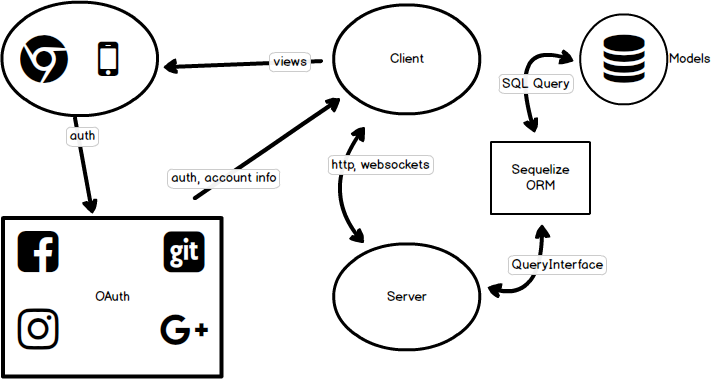 views
Client
SQL Query
Models
auth
auth, account info
http, websockets
Sequelize
ORM
git
OAuth
G+
Server
QueryInterface